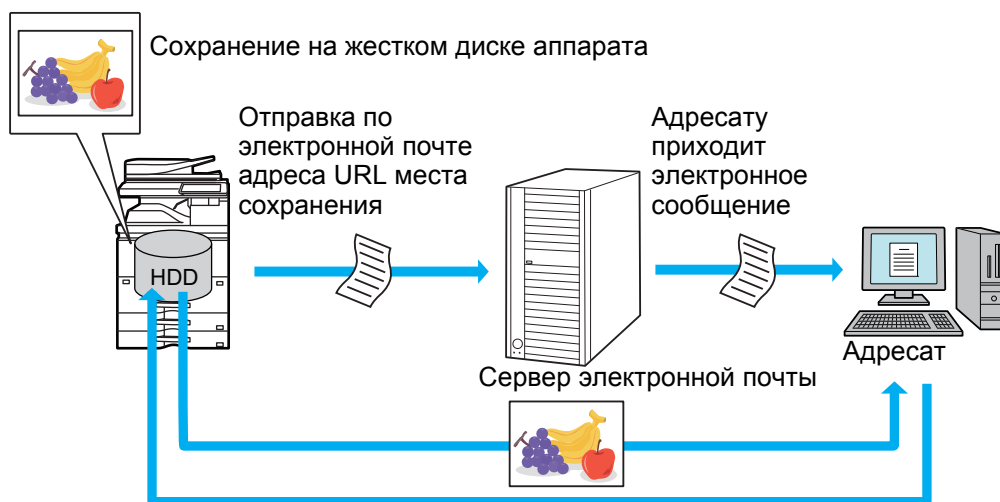 Сохранение на жестком диске аппарата
Отправка по
электронной почте
адреса URL места
сохранения
Адресату
приходит
электронное
сообщение
HDD
Адресат
Сервер электронной почты